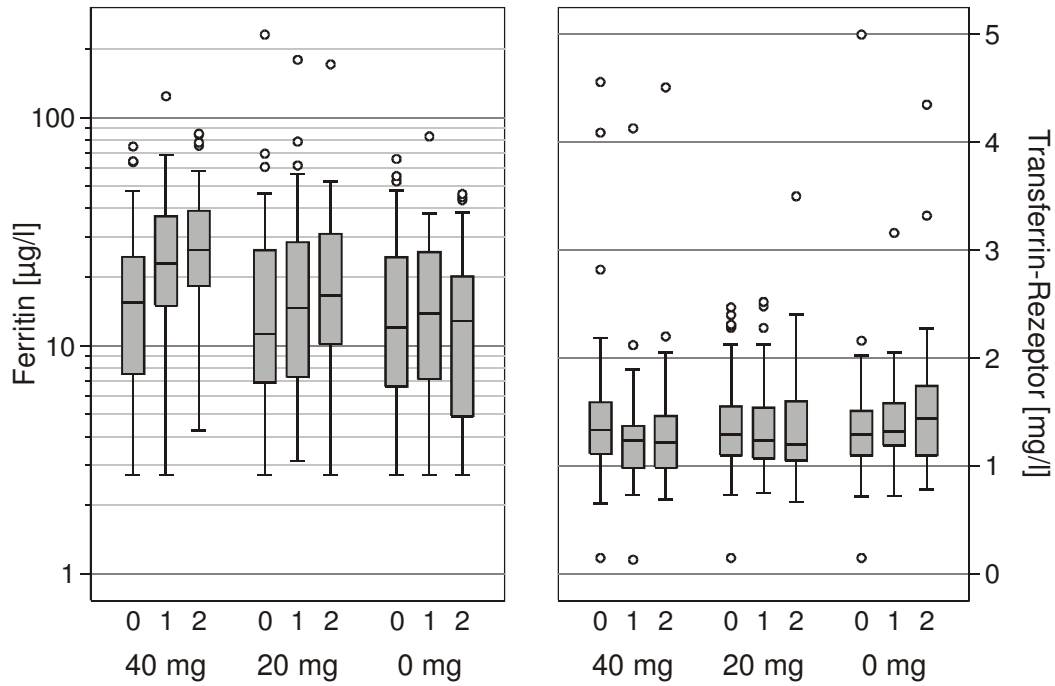 Ferritin [µg/l]
100
10
1
0 1 2 0 1 2 0 1 2
40 mg 20 mg 0 mg
5
4
3
2
1
0
Transferrin-Rezeptor [mg/l]
0 1 2 0 1 2 0 1 2
40 mg 20 mg 0 mg